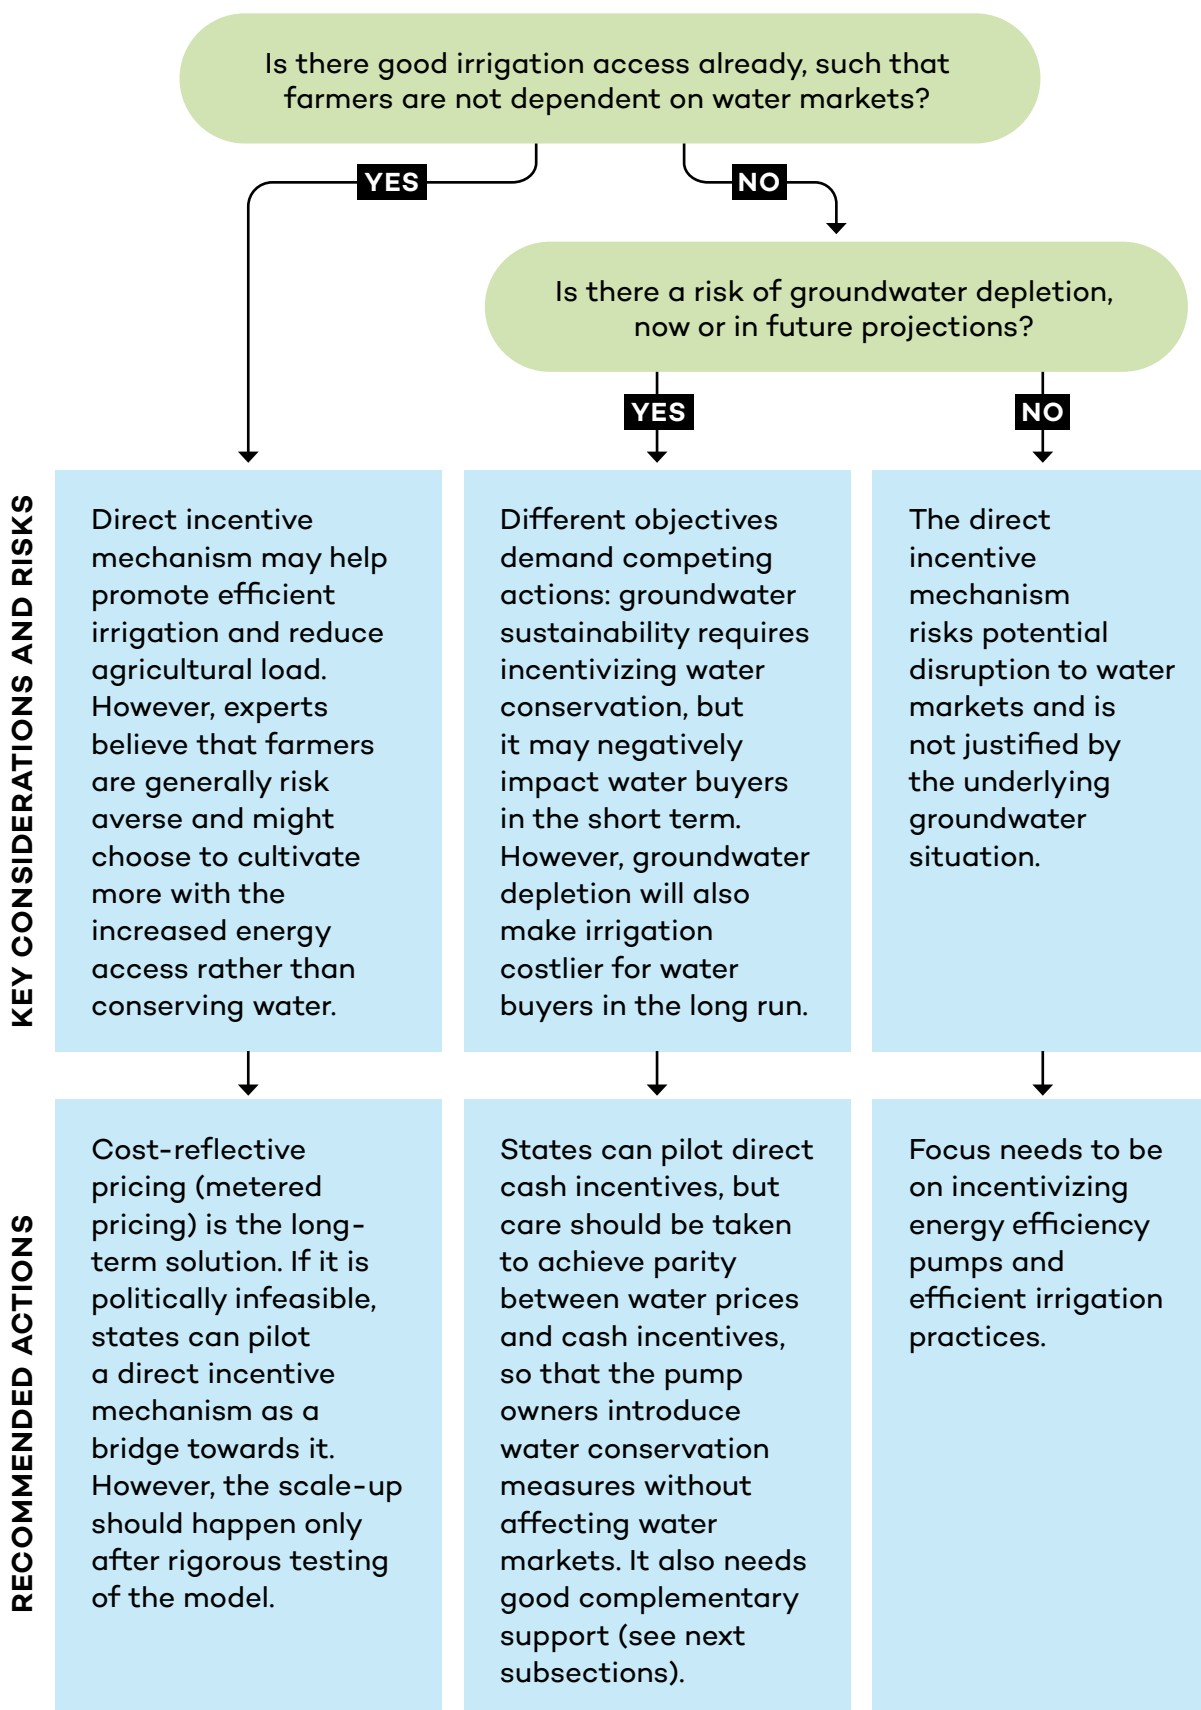 Is there good irrigation access already, such that
farmers are not dependent on water markets?
YES
NO
Is there a risk of groundwater depletion,
now or in future projections?
YES
NO
KEY CONSIDERATIONS AND RISKS
Direct incentive
mechanism may help
promote efficient
irrigation and reduce
agricultural load.
However, experts
believe that farmers
are generally risk
averse and might
choose to cultivate
more with the
increased energy
access rather than
conserving water.
Different objectives
demand competing
actions: groundwater
sustainability requires
incentivizing water
conservation, but
it may negatively
impact water buyers
in the short term.
However, groundwater
depletion will also
make irrigation
costlier for water
buyers in the long run.
The direct
incentive
mechanism
risks potential
disruption to water
markets and is
not justified by
the underlying
groundwater
situation.
RECOMMENDED ACTIONS
Cost-reflective
pricing (metered
pricing) is the long-
term solution. If it is
politically infeasible,
states can pilot
a direct incentive
mechanism as a
bridge towards it.
However, the scale-up
should happen only
after rigorous testing
of the model.
States can pilot direct
cash incentives, but
care should be taken
to achieve parity
between water prices
and cash incentives,
so that the pump
owners introduce
water conservation
measures without
affecting water
markets. It also needs
good complementary
support (see next
subsections).
Focus needs to be
on incentivizing
energy efficiency
pumps and
efficient irrigation
practices.